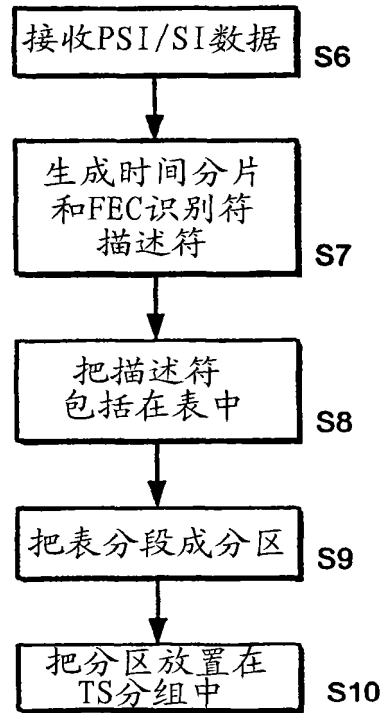 接收PSI/SI数据
S6
生成时间分片
和FEC识别符
描述符
S7
把描述符
包括在表中
S8
把表分段成分区
S9
把分区放置在
TS分组中
S10